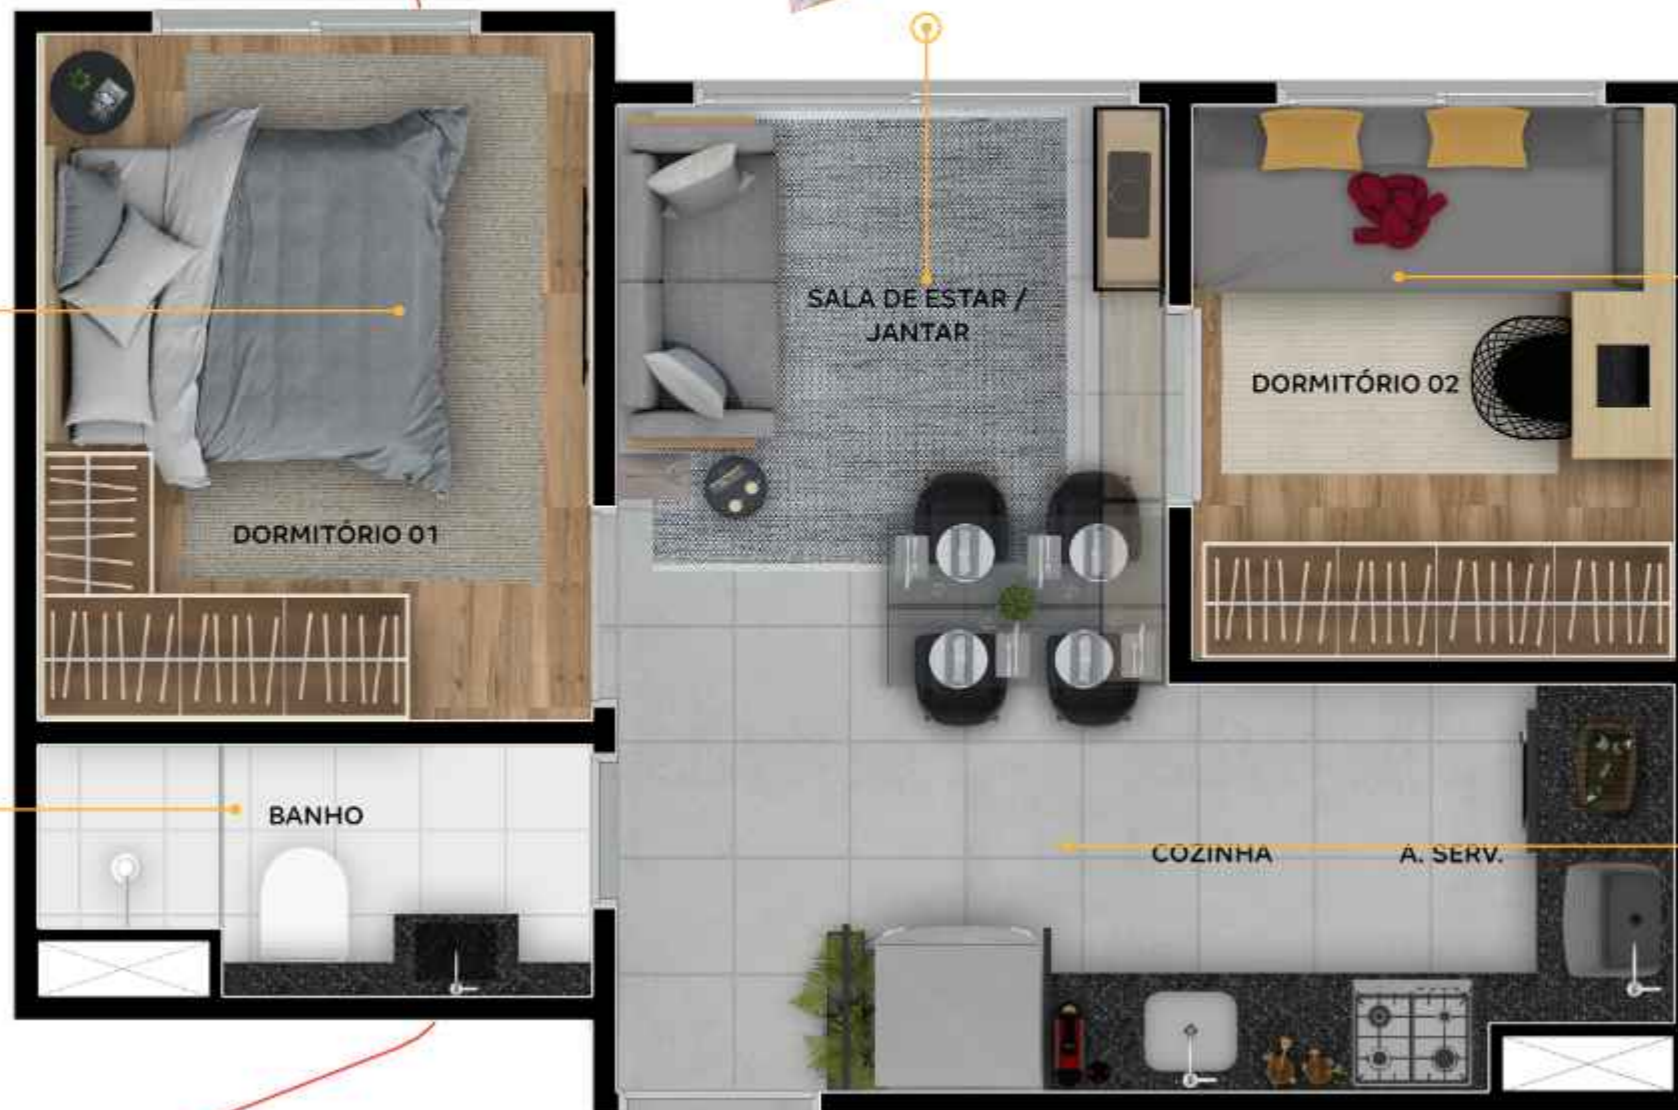 SALA DE ESTAR /
JANTAR
DORMITÓRIO 02
DORMITÓRIO 01
BANHO
COZINHA
A. SERV.